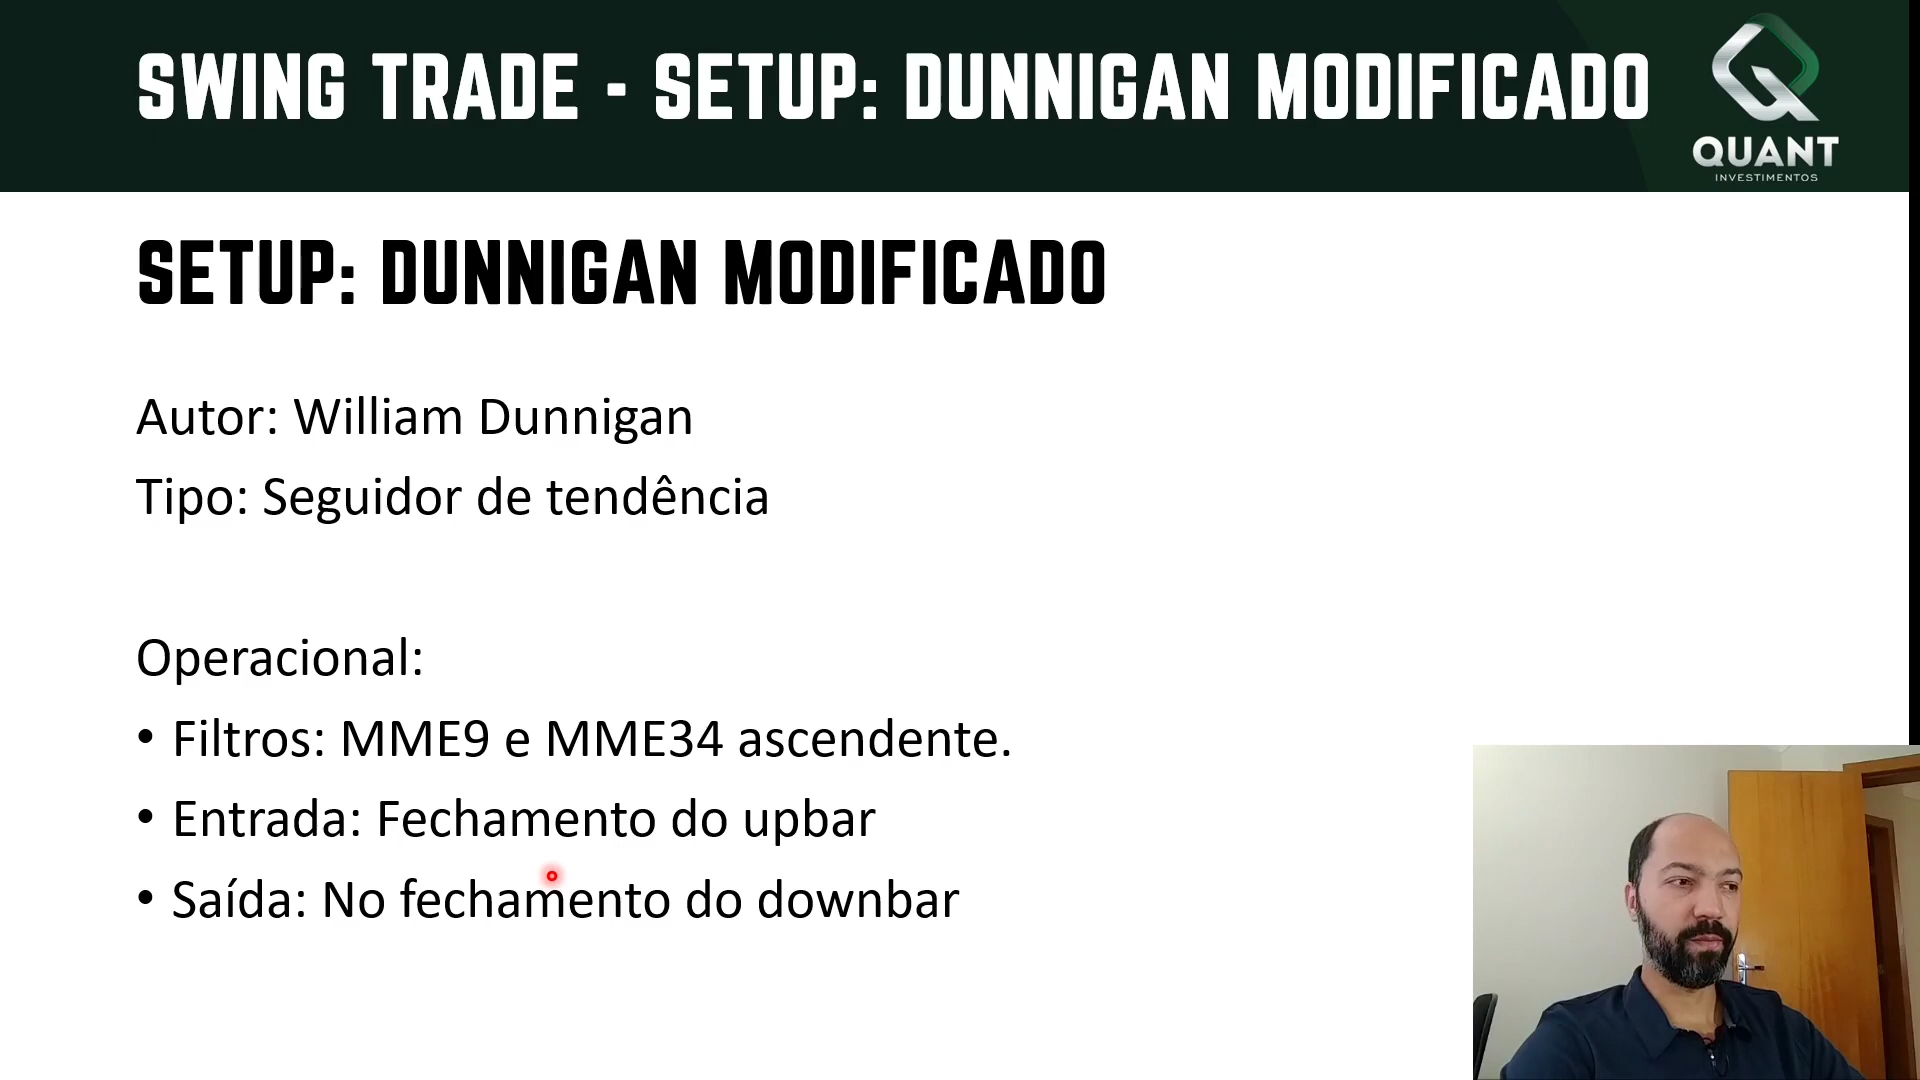 SWING TRADE - SETUP: DUNNIGAN MODIFICADO
QUANT
INVESTIMENTOS
SETUP: DUNNIGAN MODIFICADO
Autor: William Dunnigan
Tipo: Seguidor de tendência
Operacional:
• Filtros: MME9 e MME34 ascendente.
• Entrada: Fechamento do upbar
• Saída: No fechamento do downbar